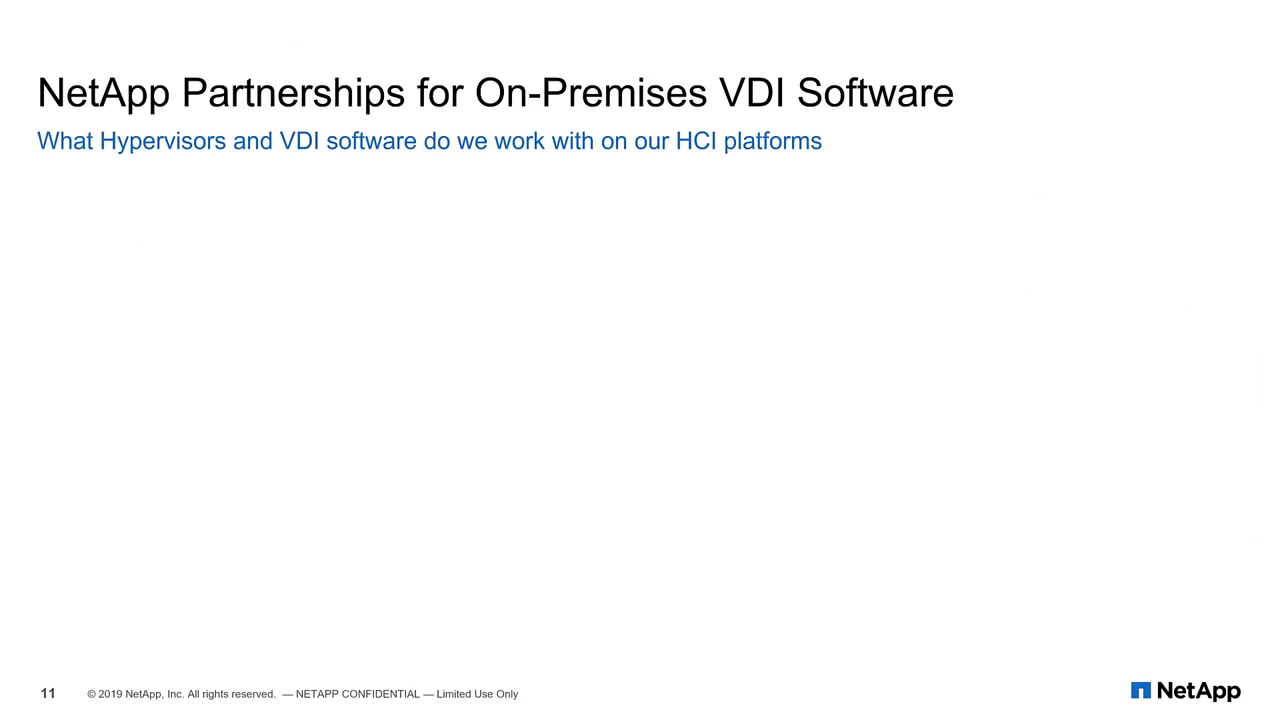 NetApp Partnerships for On-Premises VDI Software
What Hypervisors and VDI software do we work with on our HCI platforms
11 © 2019 NetApp, Inc. All rights reserved. — NETAPP CONFIDENTIAL — Limited Use Only
NetApp